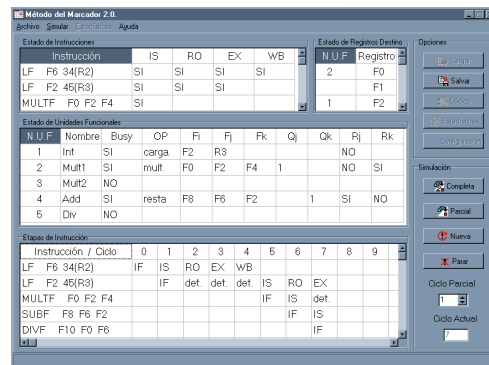 Método del Marcador 2.0.
Archivo Simular Estadísticas Ayuda
Estado de Instrucciones
Instrucción IS RO EX WB
LF F6 34(R2) SI SI SI SI
LF F2 45(R3) SI SI SI
MULTF F0 F2 F4 SI
Estado de Registros Destino
N.U.F Registro
2 F0
F1
1 F2
Opciones
Cargar
Salvar
Código
Estadísticas
Configuración
Estado de Unidades Funcionales
N.U.F. Nombre Busy OP Fi Fj Fk Qj Qk Rj Rk
1 Int SI carga F2 R3 NO
2 Mult1 SI mult. F0 F2 F4 1 NO SI
3 Mult2 NO
4 Add SI resta F8 F6 F2 1 SI NO
5 Div NO
Simulación
Completa
Parcial
Nueva
Parar
Ciclo Parcial
1
Ciclo Actual
7
Etapas de Instrucción
Instrucción / Ciclo 0 1 2 3 4 5 6 7 8 9
LF F6 34(R2) IF IS RO EX WB
LF F2 45(R3) IF det. det. det. IS RO EX
MULTF F0 F2 F4 IF IS det.
SUBF F8 F6 F2 IF IS
DIVF F10 F0 F6 IF